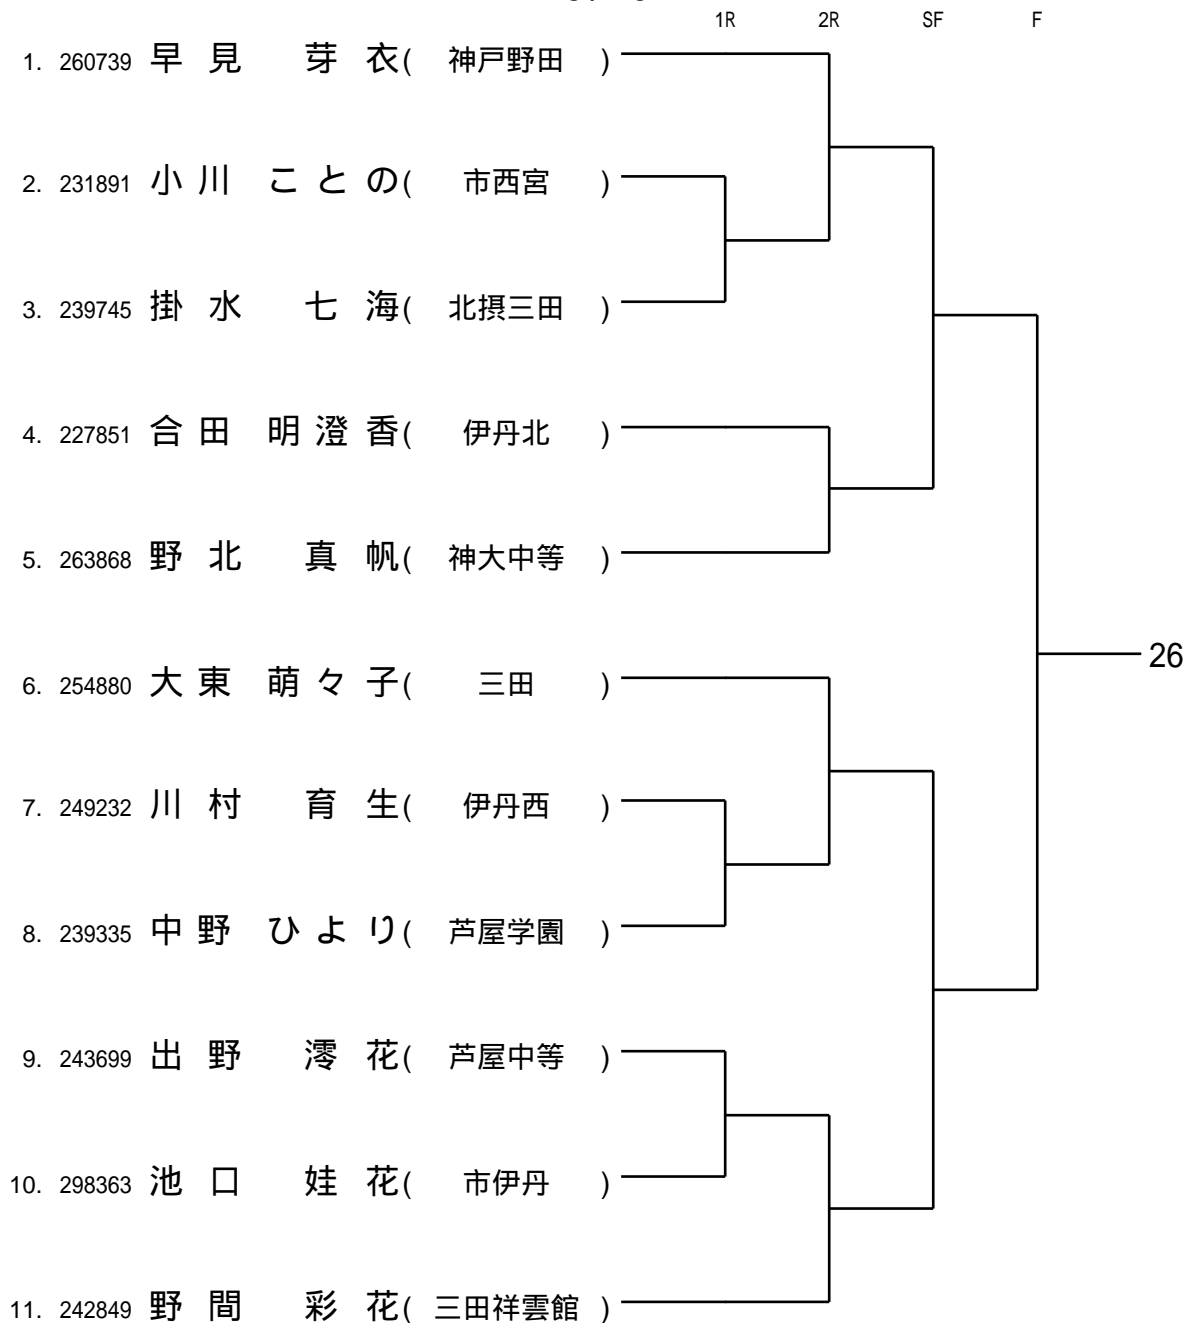 1R 2R SF F
1. 260739 早見 芽衣( 神戸野田 )
2. 231891 小川 ことの( 市西宮 )
3. 239745 掛水 七海( 北摂三田 )
4. 227851 合田 明澄香( 伊丹北 )
5. 263868 野北 真帆( 神大中等 )
26
6. 254880 大東 萌々子( 三田 )
7. 249232 川村 育生( 伊丹西 )
8. 239335 中野 ひより( 芦屋学園 )
9. 243699 出野 澪花( 芦屋中等 )
10. 298363 池口 娃花( 市伊丹 )
11. 242849 野間 彩花( 三田祥雲館 )